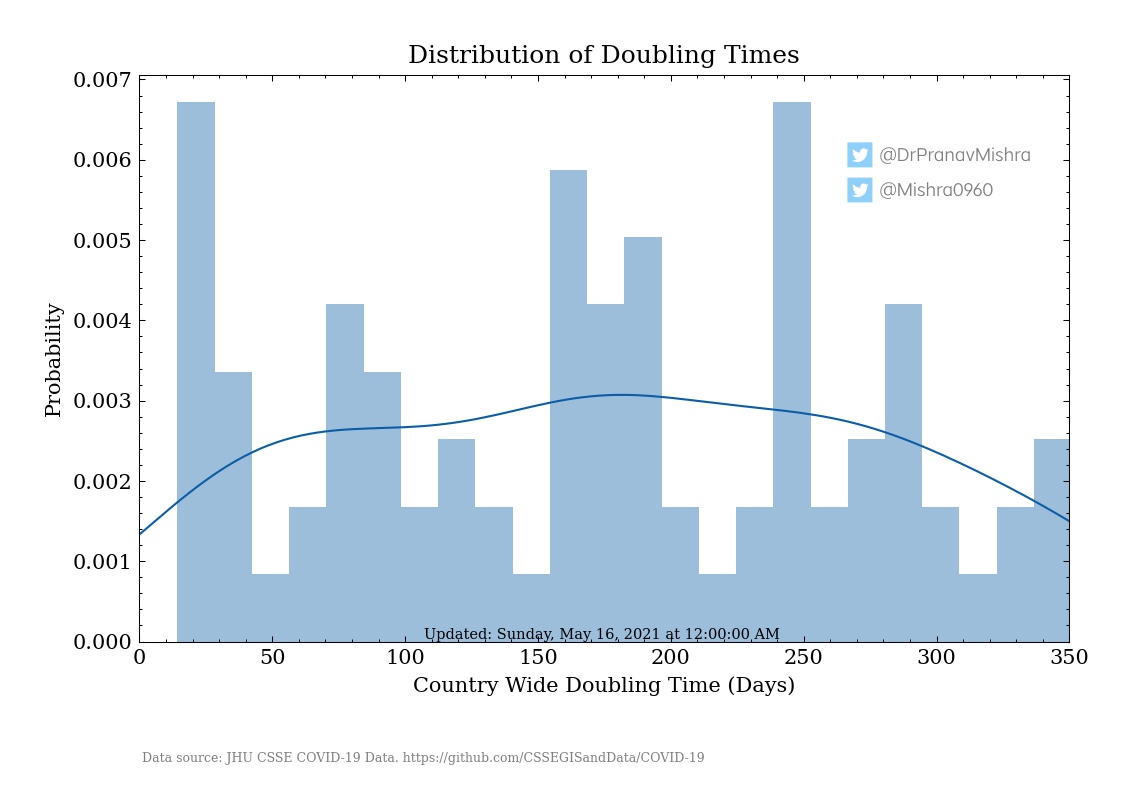 Distribution of Doubling Times
0.007
0.006
0.005
0.004
0.003
0.002
0.001
0.000
Probability
@DrPranavMishra
@Mishra0960
Updated: Sunday, May 16, 2021 at 12:00:00 AM
0 50 100 150 200 250 300 350
Country Wide Doubling Time (Days)
Data source: JHU CSSE COVID-19 Data. https://github.com/CSSEGISandData/COVID-19